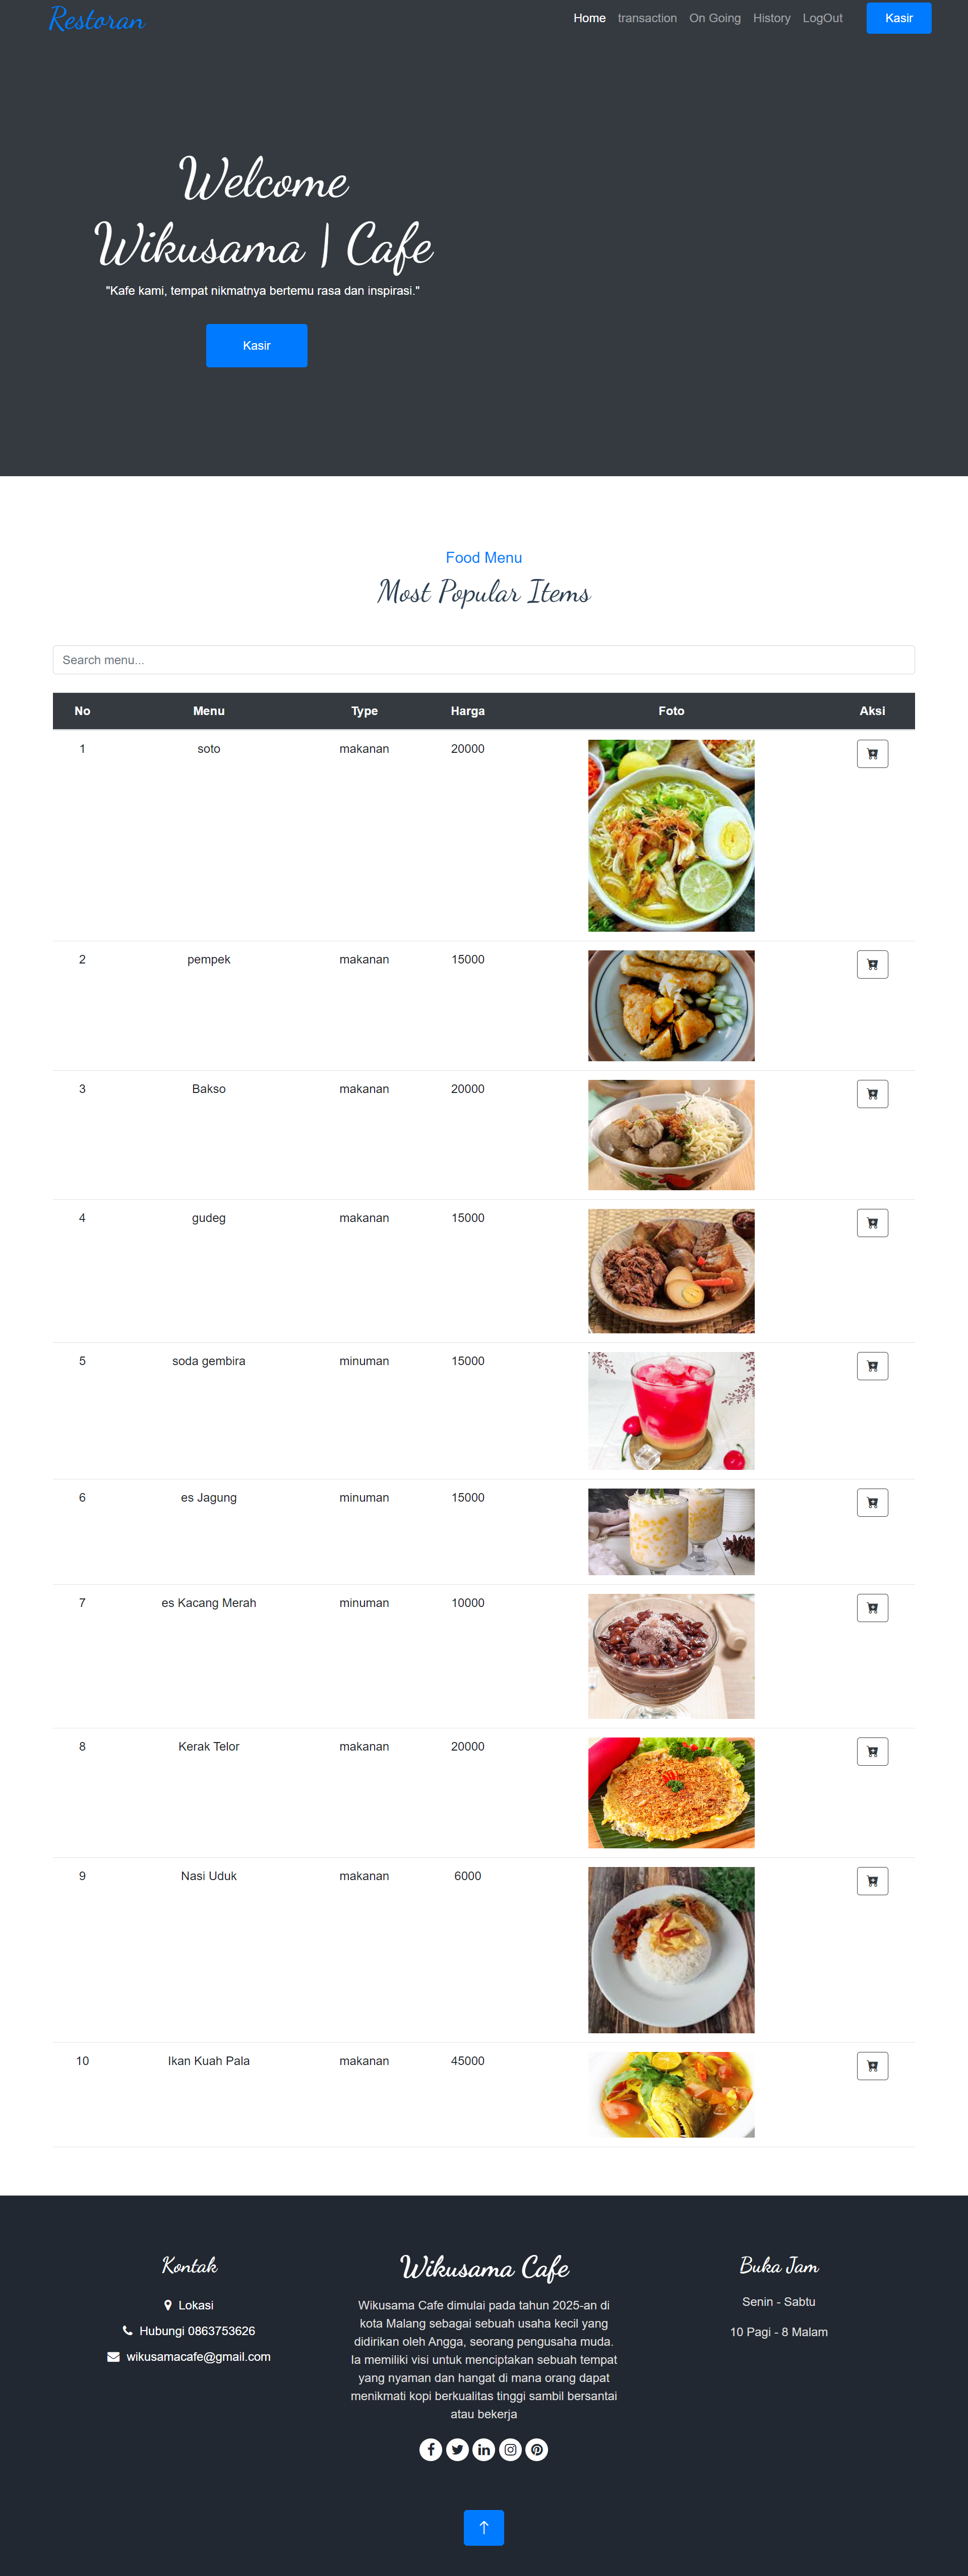 Restoran
Home transaction On Going History LogOut Kasir
Welcome
Wikusama | Cafe
"Kafe kami, tempat nikmatnya bertemu rasa dan inspirasi."
Kasir
Food Menu
Most Popular Items
Search menu...
No Menu Type Harga Foto Aksi
1 soto makanan 20000
2 pempek makanan 15000
3 Bakso makanan 20000
4 gudeg makanan 15000
5 soda gembira minuman 15000
6 es Jagung minuman 15000
7 es Kacang Merah minuman 10000
8 Kerak Telor makanan 20000
9 Nasi Uduk makanan 6000
10 Ikan Kuah Pala makanan 45000
Kontak
Lokasi
Hubungi 0863753626
wikusamacafe@gmail.com
Wikusama Cafe
Wikusama Cafe dimulai pada tahun 2025-an di
kota Malang sebagai sebuah usaha kecil yang
didirikan oleh Angga, seorang pengusaha muda.
Ia memiliki visi untuk menciptakan sebuah tempat
yang nyaman dan hangat di mana orang dapat
menikmati kopi berkualitas tinggi sambil bersantai
atau bekerja
Buka Jam
Senin - Sabtu
10 Pagi - 8 Malam